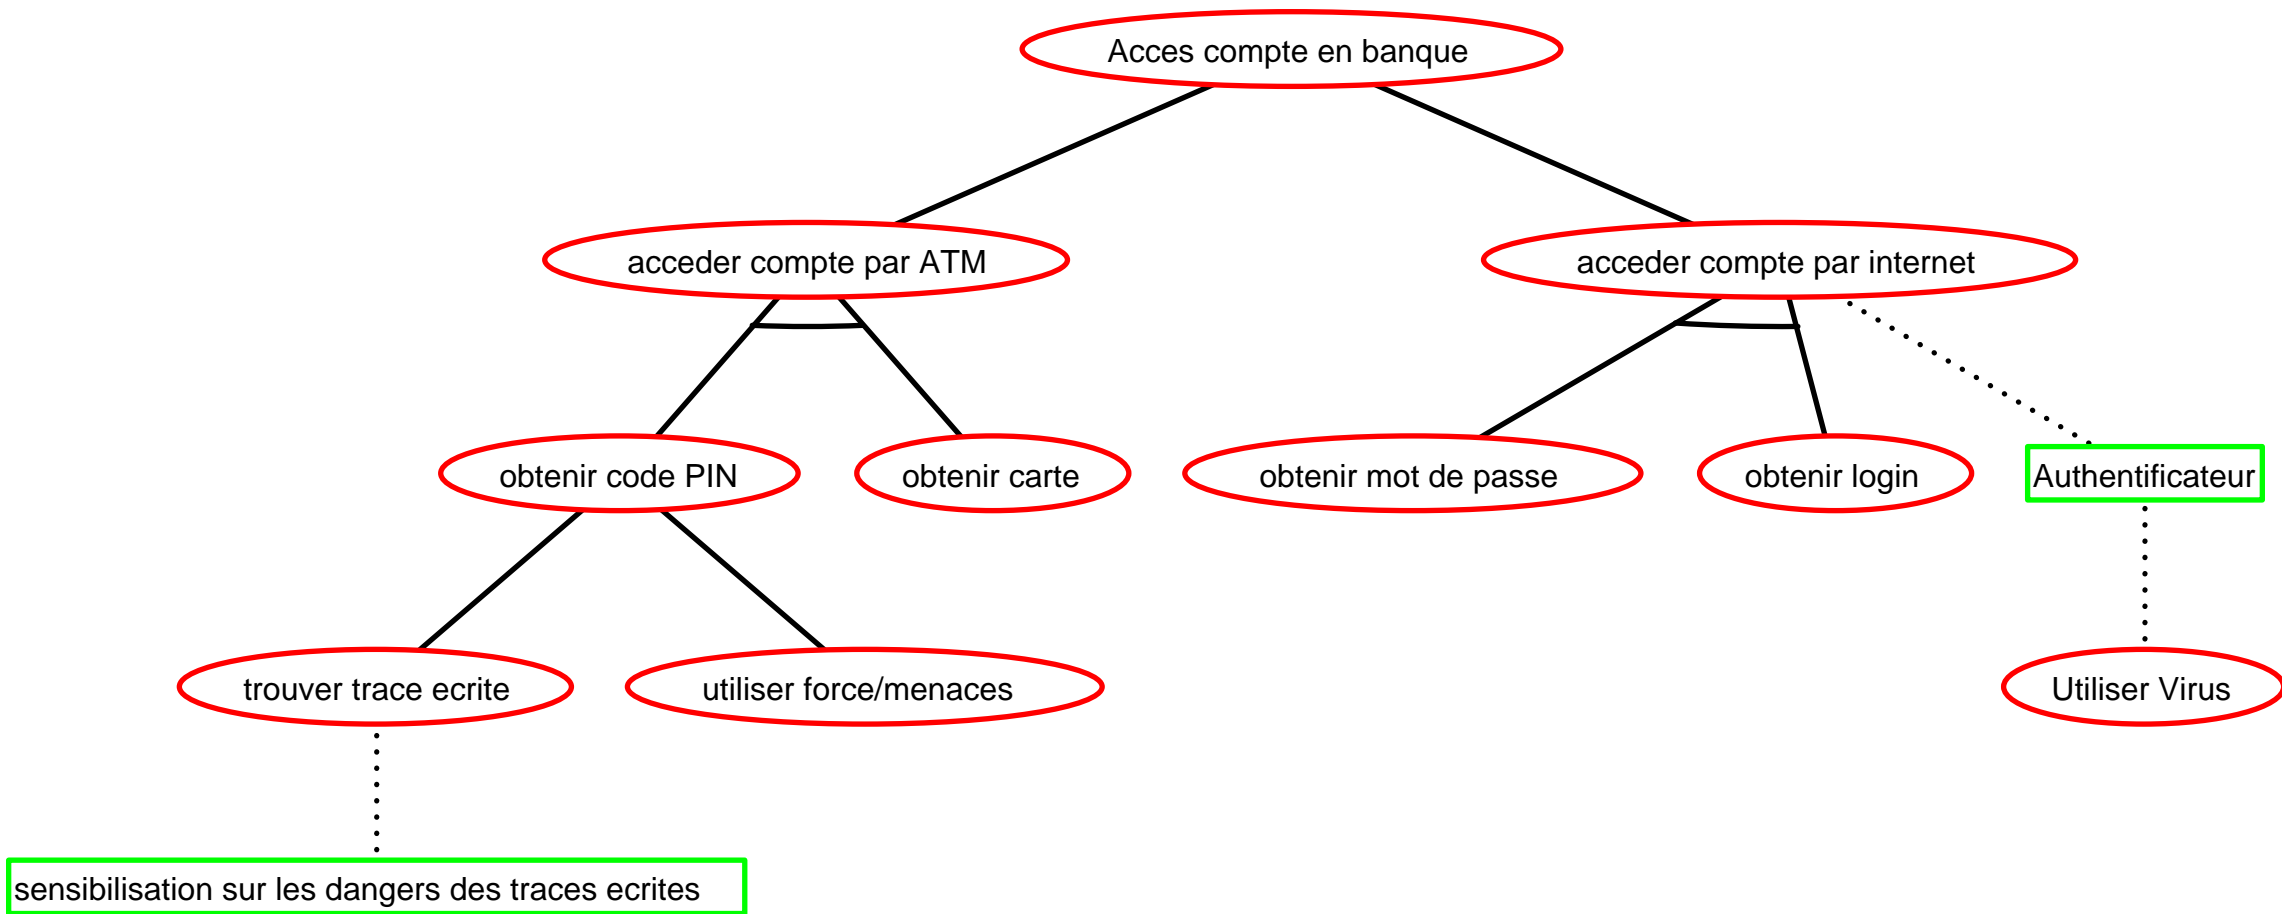 Acces compte en banque
acceder compte par ATM
acceder compte par internet
obtenir code PIN
obtenir carte
obtenir mot de passe
obtenir login
Authentificateur
trouver trace ecrite
utiliser force/menaces
Utiliser Virus
sensibilisation sur les dangers des traces ecrites